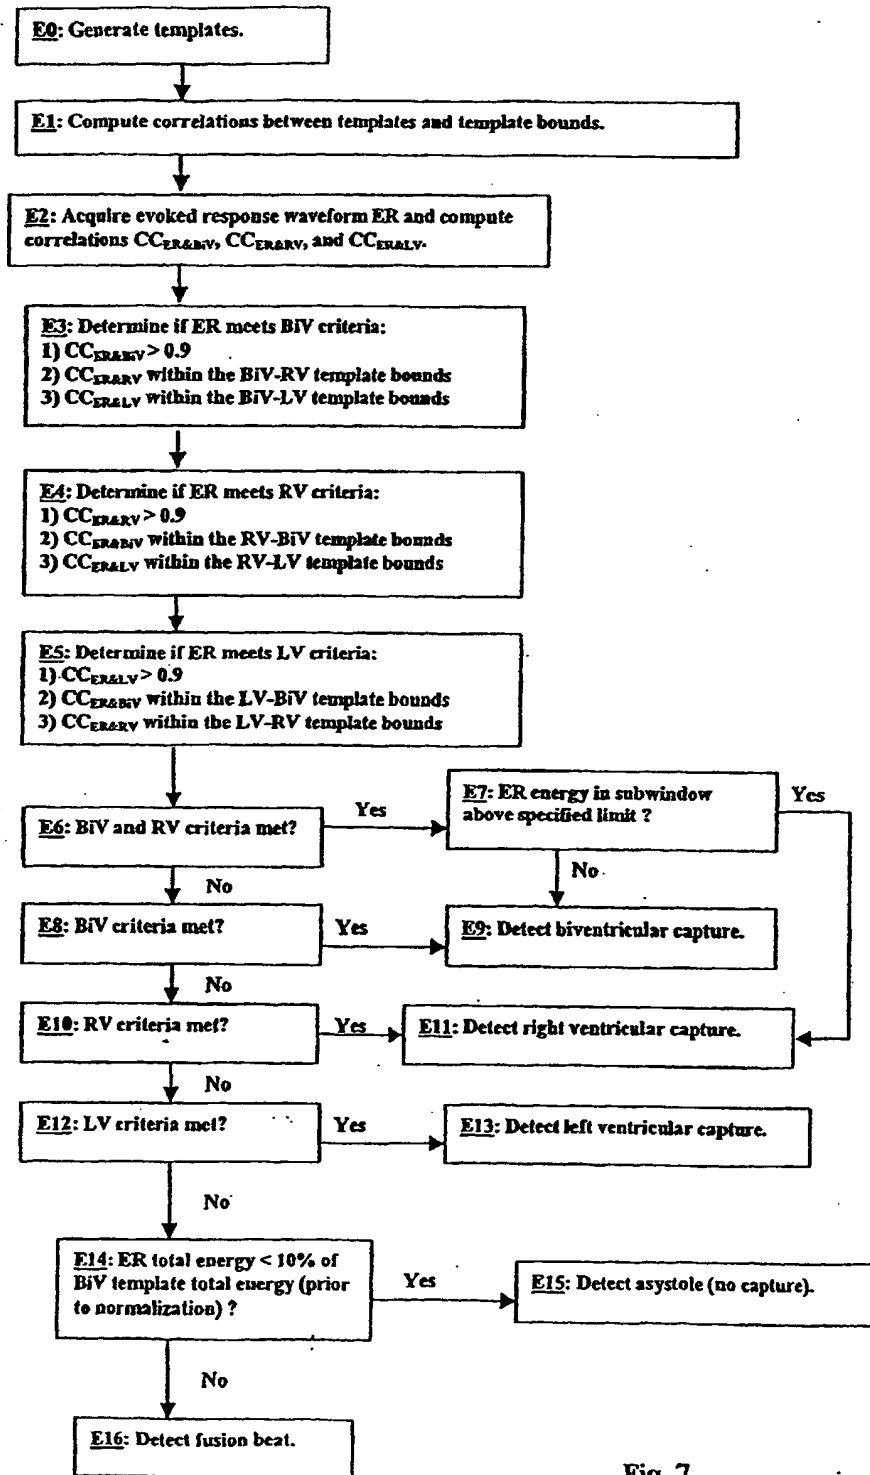 E0: Generate templates.
E1: Compute correlations between templates and template bounds.
E2: Acquire evoked response waveform ER and compute
correlations CC_ER&BiV, CC_ER&RV, and CC_ER&LV.
E3: Determine if ER meets BiV criteria:
1) CC_ER&BiV > 0.9
2) CC_ER&RV within the BiV-RV template bounds
3) CC_ER&LV within the BiV-LV template bounds
E4: Determine if ER meets RV criteria:
1) CC_ER&RV > 0.9
2) CC_ER&BiV within the RV-BiV template bounds
3) CC_ER&LV within the RV-LV template bounds
E5: Determine if ER meets LV criteria:
1) CC_ER&LV > 0.9
2) CC_ER&BiV within the LV-BiV template bounds
3) CC_ER&RV within the LV-RV template bounds
E6: BiV and RV criteria met?
Yes
E7: ER energy in subwindow
above specified limit ?
Yes
No
No
E8: BiV criteria met?
Yes
E9: Detect biventricular capture.
No
E10: RV criteria met?
Yes
E11: Detect right ventricular capture.
No
E12: LV criteria met?
Yes
E13: Detect left ventricular capture.
No
E14: ER total energy < 10% of
BiV template total energy (prior
to normalization) ?
Yes
E15: Detect asystole (no capture).
No
E16: Detect fusion beat.
Fig. 7